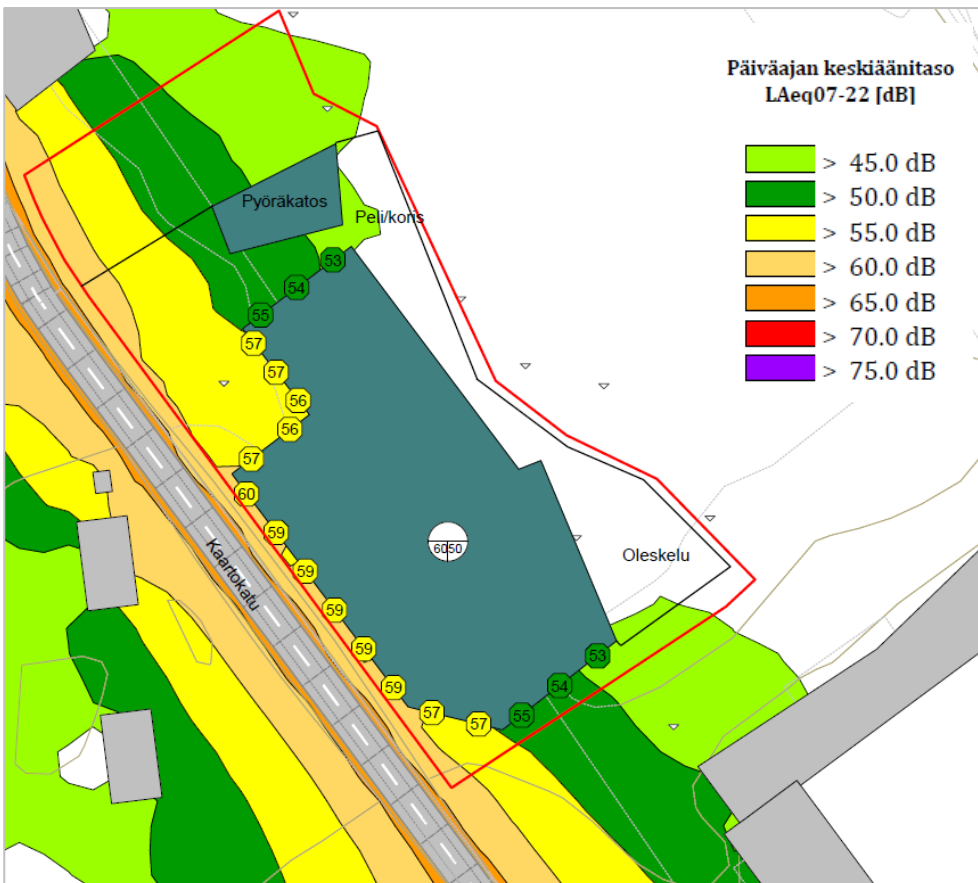 Päiväajan keskiäänitaso
LAeq07-22 [dB]
> 45.0 dB
> 50.0 dB
> 55.0 dB
> 60.0 dB
> 65.0 dB
> 70.0 dB
> 75.0 dB
Pyöräkatos
Peli/koris
53
54
55
57
57
56
56
57
60
59
59
59
59
59
57
57
55
54
53
60 50
Oleskelu
Kaartokatu